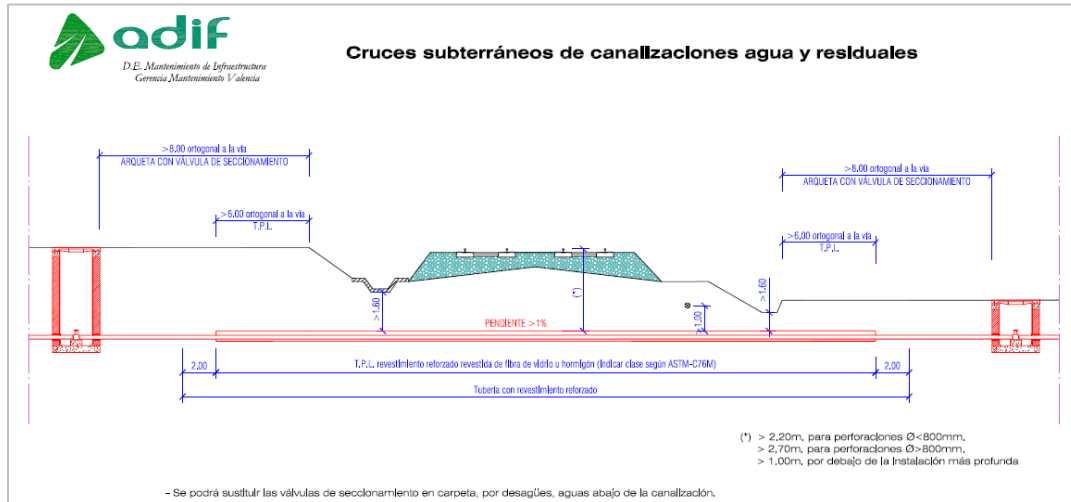 adif
D.E. Mantenimiento de Infraestructura
Gerencia Mantenimiento Valencia
Cruces subterráneos de canalizaciones agua y residuales
>8.00 ortogonal a la vía
ARQUETA CON VÁLVULA DE SECCIONAMIENTO
>8.00 ortogonal a la vía
ARQUETA CON VÁLVULA DE SECCIONAMIENTO
>6.00 ortogonal a la vía
T.P.L.
>6.00 ortogonal a la vía
T.P.L.
>1.60
(*)
>1.00
>1.60
PENDIENTE >1%
2.00
T.P.L. revestimiento reforzado revestida de fibra de vidrio u hormigón (indicar clase según ASTM-C76M)
2.00
Tubería con revestimiento reforzado
(*) > 2.20m, para perforaciones Ø<800mm.
> 2.70m, para perforaciones Ø>800mm.
> 1.00m, por debajo de la instalación más profunda
- Se podrá sustituir las válvulas de seccionamiento en carpeta, por desagües, aguas abajo de la canalización.